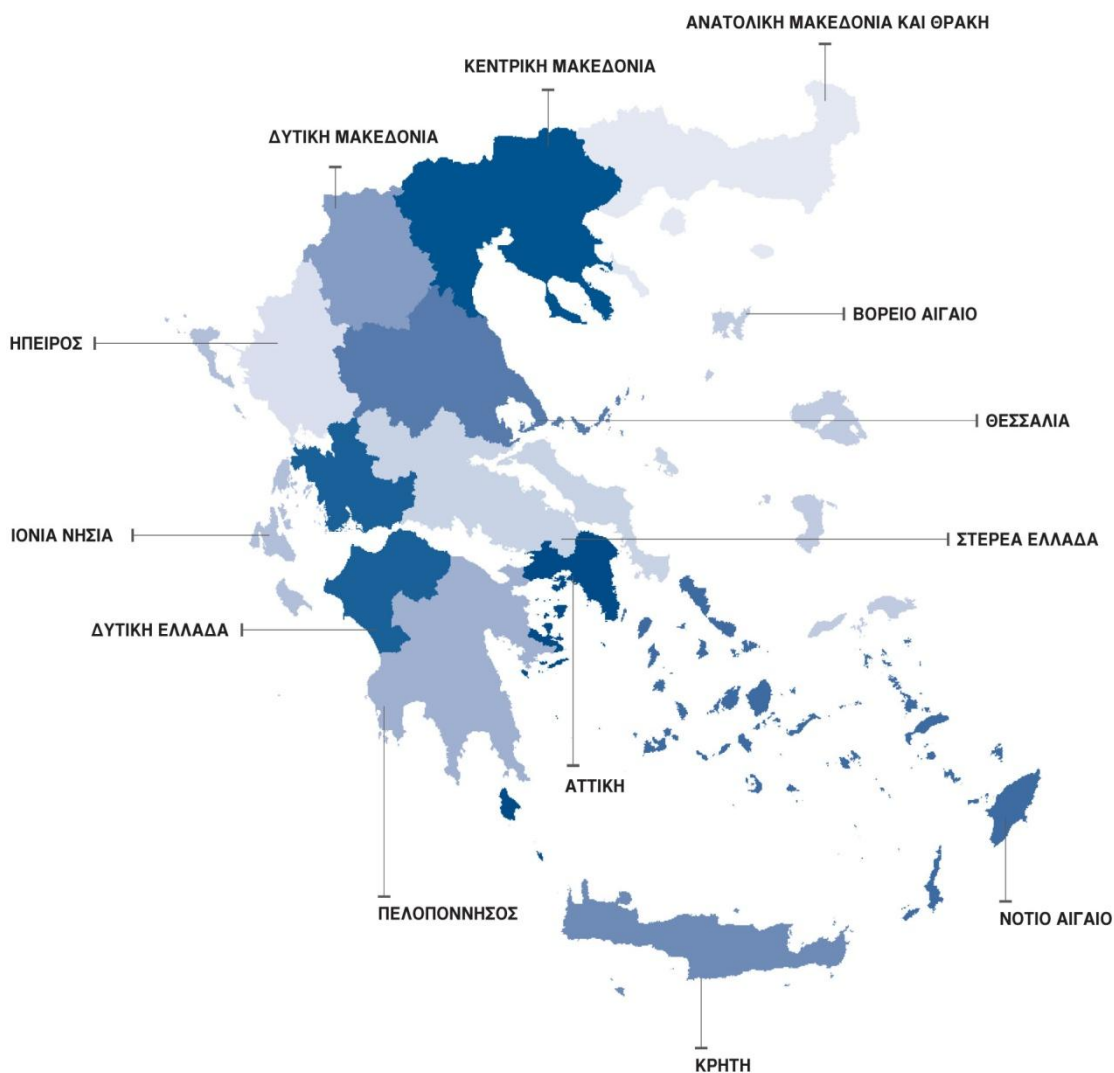 ΑΝΑΤΟΛΙΚΗ ΜΑΚΕΔΟΝΙΑ ΚΑΙ ΘΡΑΚΗ
ΚΕΝΤΡΙΚΗ ΜΑΚΕΔΟΝΙΑ
ΔΥΤΙΚΗ ΜΑΚΕΔΟΝΙΑ
ΒΟΡΕΙΟ ΑΙΓΑΙΟ
ΗΠΕΙΡΟΣ
ΘΕΣΣΑΛΙΑ
ΙΟΝΙΑ ΝΗΣΙΑ
ΣΤΕΡΕΑ ΕΛΛΑΔΑ
ΔΥΤΙΚΗ ΕΛΛΑΔΑ
ΑΤΤΙΚΗ
ΠΕΛΟΠΟΝΝΗΣΟΣ
ΝΟΤΙΟ ΑΙΓΑΙΟ
ΚΡΗΤΗ